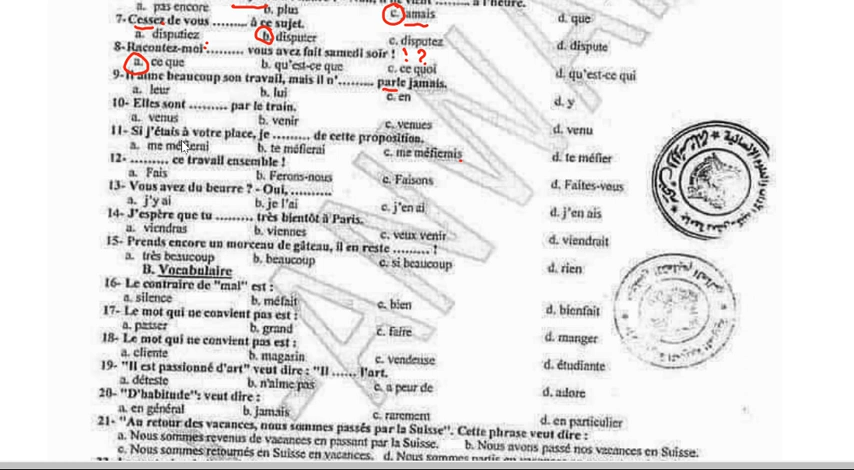 a. pas encore b. plus c. jamais d. que
7- Cessez de vous ......... à ce sujet.
a. disputiez b. disputer c. disputez d. dispute
8- Racontez-moi ......... vous avez fait samedi soir ! ! ?
a. ce que b. qu'est-ce que c. ce quoi d. qu'est-ce qui
9- Il aime beaucoup son travail, mais il n'......... parle jamais.
a. leur b. lui c. en d. y
10- Elles sont ......... par le train.
a. venus b. venir c. venues d. venu
11- Si j'étais à votre place, je ......... de cette proposition.
a. me méfierai b. te méfierai c. me méfierais d. te méfier
12- ......... ce travail ensemble !
a. Fais b. Ferons-nous c. Faisons d. Faites-vous
13- Vous avez du beurre ? - Oui, .........
a. j'y ai b. je l'ai c. j'en ai d. j'en ais
14- J'espère que tu ......... très bientôt à Paris.
a. viendras b. viennes c. veux venir d. viendrait
15- Prends encore un morceau de gâteau, il en reste ......... !
a. très beaucoup b. beaucoup c. si beaucoup d. rien
B. Vocabulaire
16- Le contraire de "mal" est :
a. silence b. méfait c. bien d. bienfait
17- Le mot qui ne convient pas est :
a. passer b. grand c. faire d. manger
18- Le mot qui ne convient pas est :
a. cliente b. magasin c. vendeuse d. étudiante
19- "Il est passionné d'art" veut dire : "Il ...... l'art.
a. déteste b. n'aime pas c. a peur de d. adore
20- "D'habitude": veut dire :
a. en général b. jamais c. rarement d. en particulier
21- "Au retour des vacances, nous sommes passés par la Suisse". Cette phrase veut dire :
a. Nous sommes revenus de vacances en passant par la Suisse. b. Nous avons passé nos vacances en Suisse.
c. Nous sommes retournés en Suisse en vacances. d. Nous sommes partis en vacances